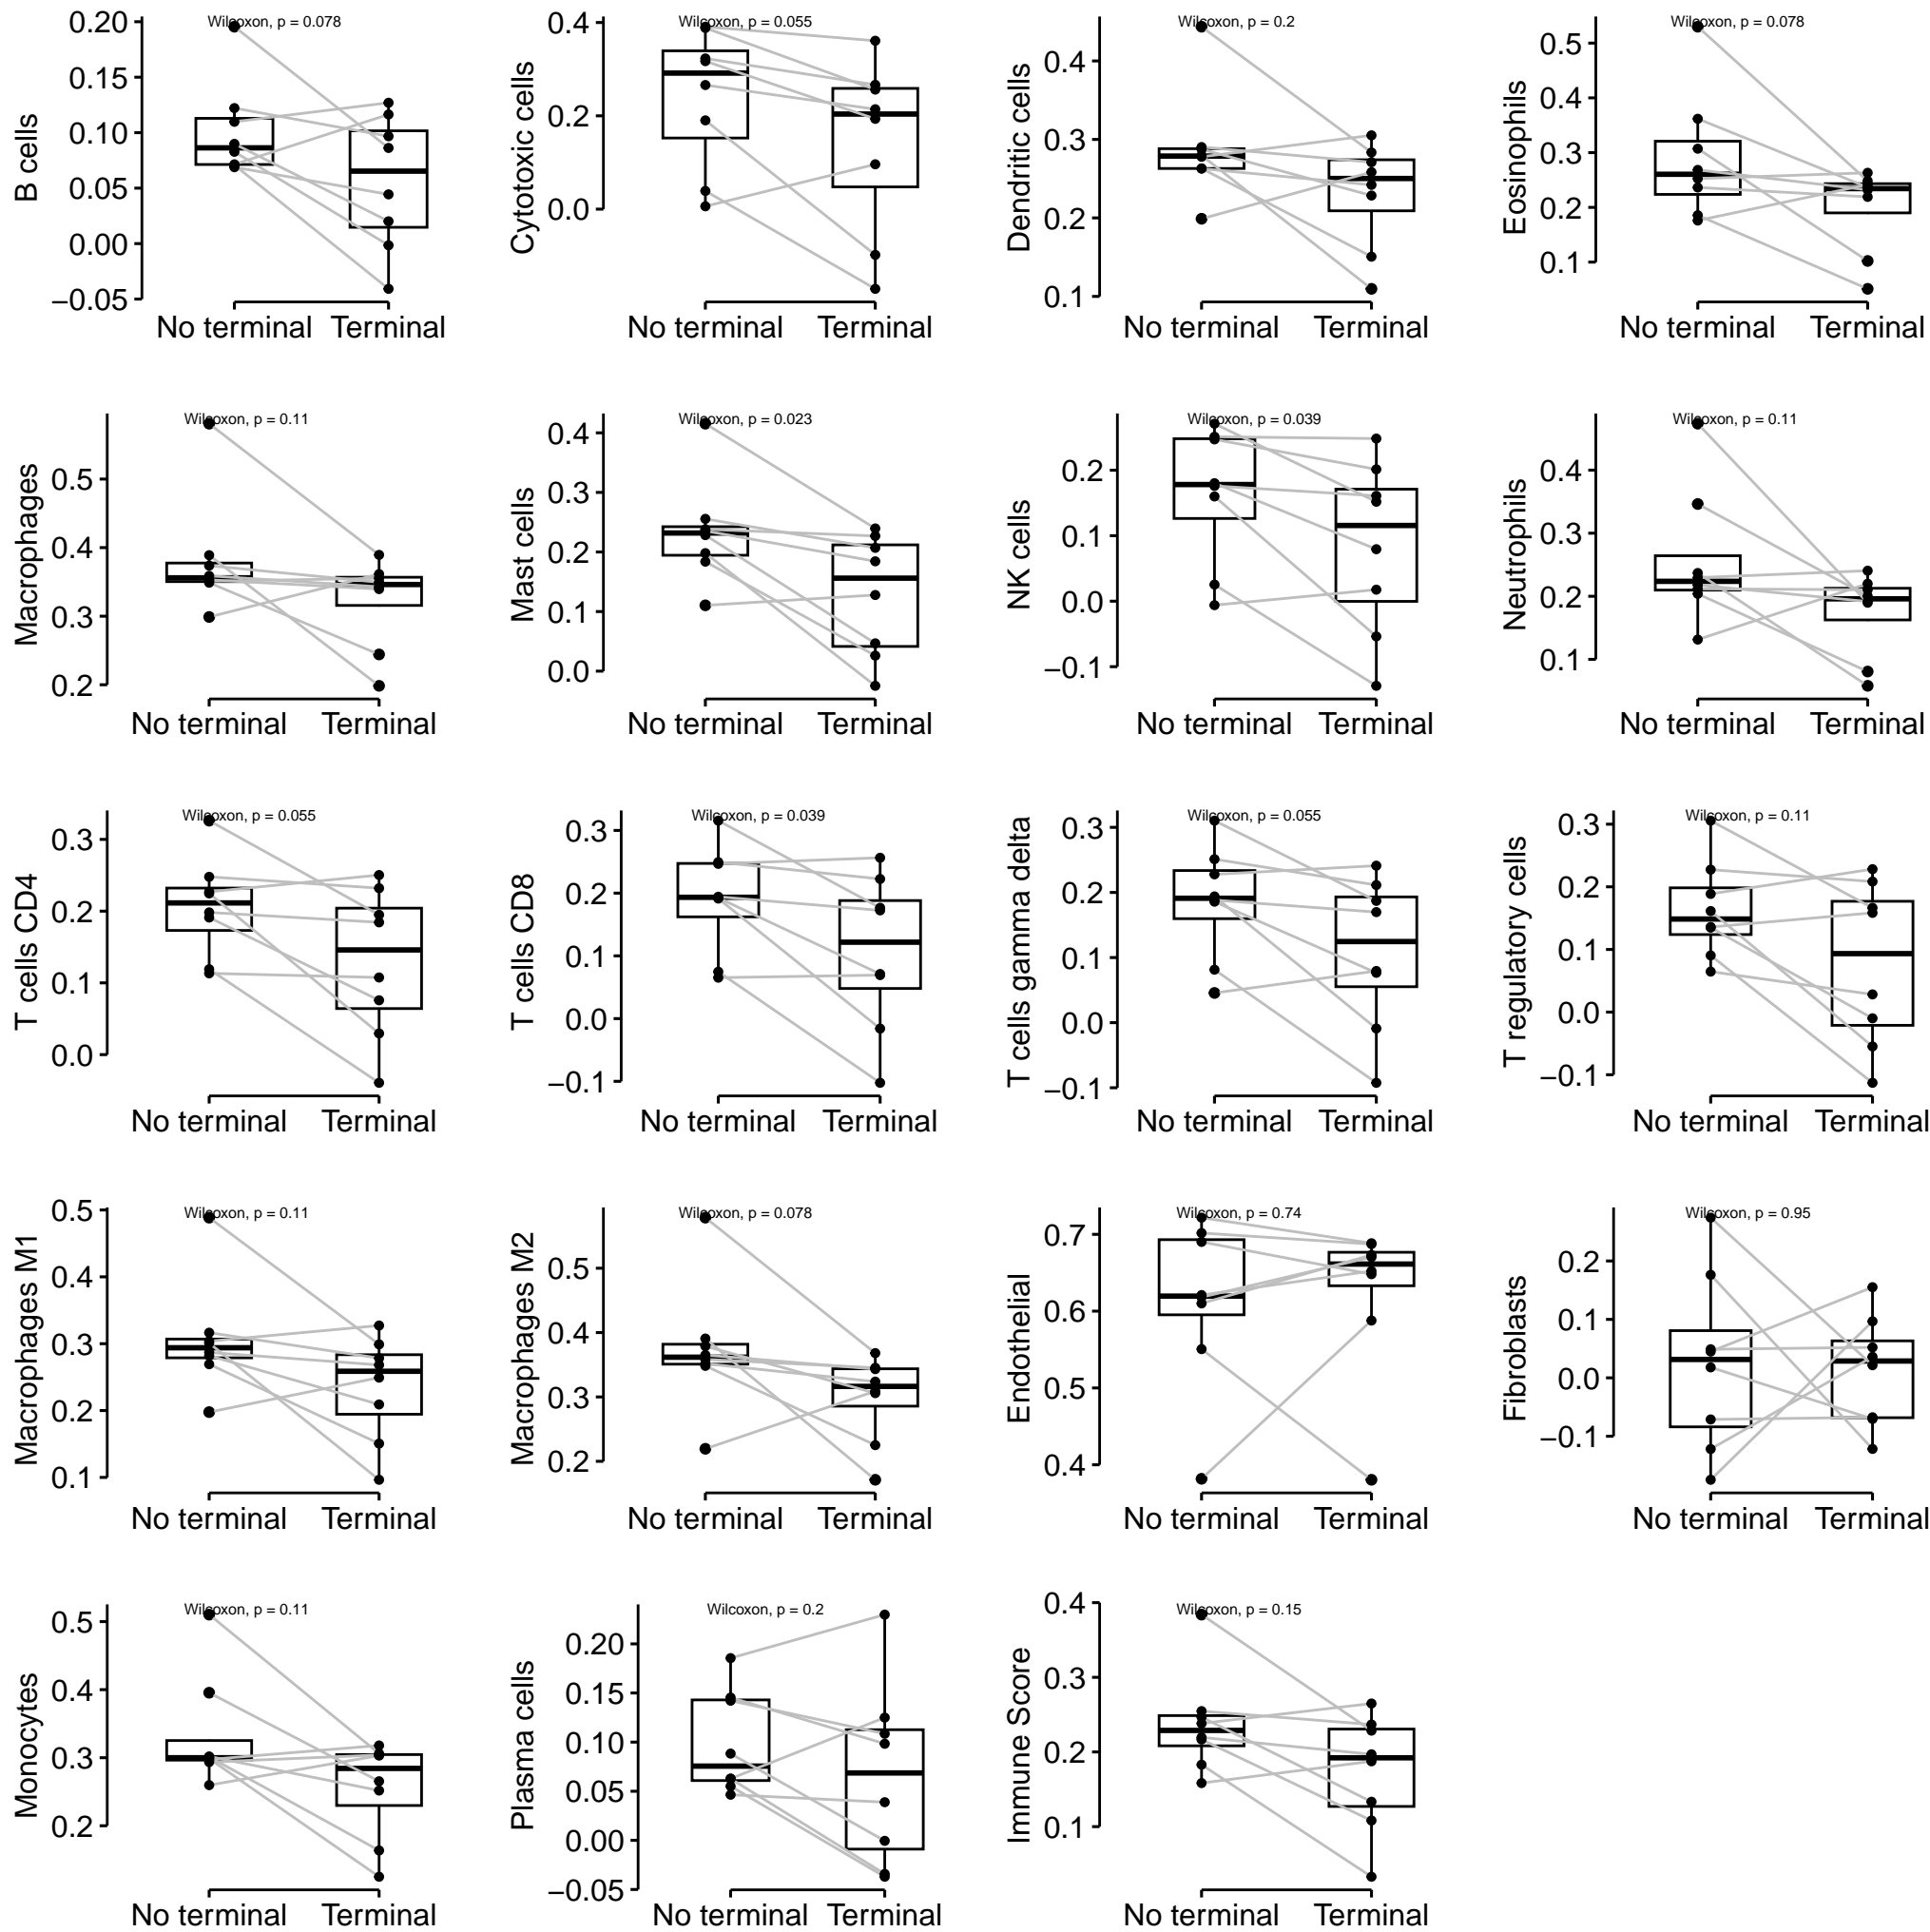 B cells
0.20
0.15
0.10
0.05
0.00
−0.05
Wilcoxon, p = 0.078
No terminal Terminal
Cytotoxic cells
0.4
0.2
0.0
Wilcoxon, p = 0.055
No terminal Terminal
Dendritic cells
0.4
0.3
0.2
0.1
Wilcoxon, p = 0.2
No terminal Terminal
Eosinophils
0.5
0.4
0.3
0.2
0.1
Wilcoxon, p = 0.078
No terminal Terminal
Macrophages
0.5
0.4
0.3
0.2
Wilcoxon, p = 0.11
No terminal Terminal
Mast cells
0.4
0.3
0.2
0.1
0.0
Wilcoxon, p = 0.023
No terminal Terminal
NK cells
0.2
0.1
0.0
−0.1
Wilcoxon, p = 0.039
No terminal Terminal
Neutrophils
0.4
0.3
0.2
0.1
Wilcoxon, p = 0.11
No terminal Terminal
T cells CD4
0.3
0.2
0.1
0.0
Wilcoxon, p = 0.055
No terminal Terminal
T cells CD8
0.3
0.2
0.1
0.0
−0.1
Wilcoxon, p = 0.039
No terminal Terminal
T cells gamma delta
0.3
0.2
0.1
0.0
−0.1
Wilcoxon, p = 0.055
No terminal Terminal
T regulatory cells
0.3
0.2
0.1
0.0
−0.1
Wilcoxon, p = 0.11
No terminal Terminal
Macrophages M1
0.5
0.4
0.3
0.2
0.1
Wilcoxon, p = 0.11
No terminal Terminal
Macrophages M2
0.5
0.4
0.3
0.2
Wilcoxon, p = 0.078
No terminal Terminal
Endothelial
0.7
0.6
0.5
0.4
Wilcoxon, p = 0.74
No terminal Terminal
Fibroblasts
0.2
0.1
0.0
−0.1
Wilcoxon, p = 0.95
No terminal Terminal
Monocytes
0.5
0.4
0.3
0.2
Wilcoxon, p = 0.11
No terminal Terminal
Plasma cells
0.20
0.15
0.10
0.05
0.00
−0.05
Wilcoxon, p = 0.2
No terminal Terminal
Immune Score
0.4
0.3
0.2
0.1
Wilcoxon, p = 0.15
No terminal Terminal